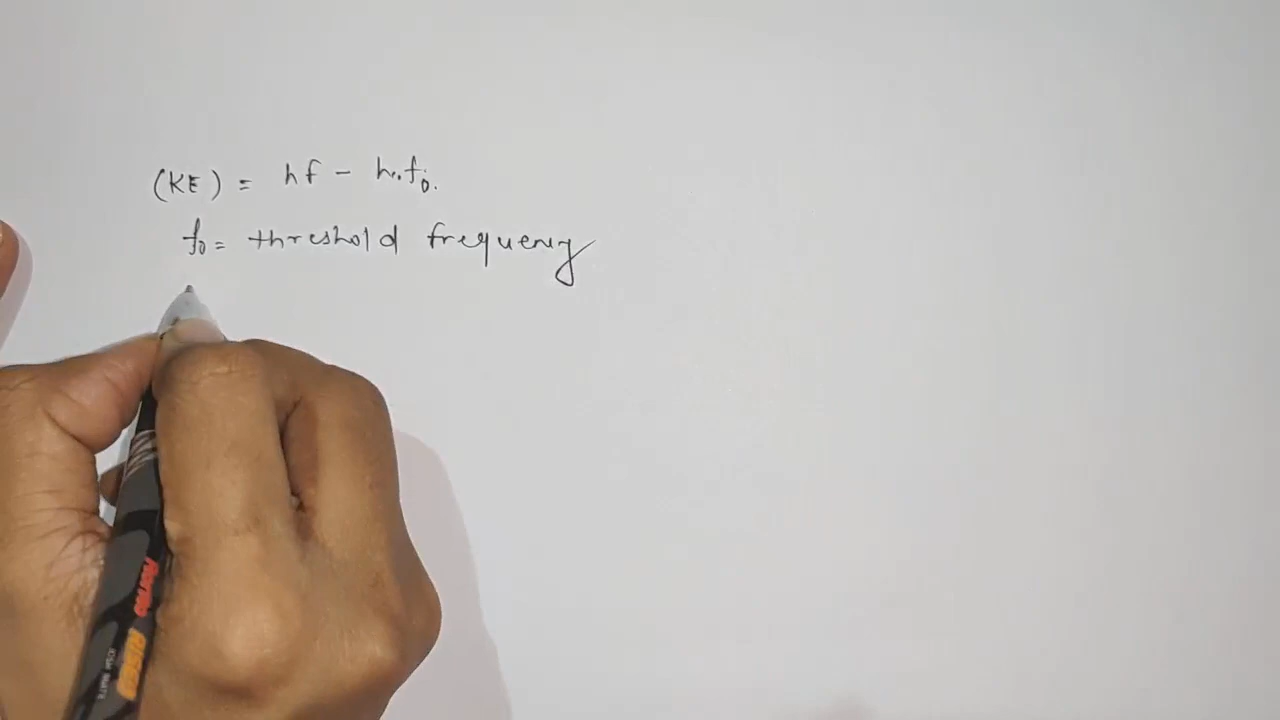 (KE) = hf - h.f₀.
f₀ = threshold frequency